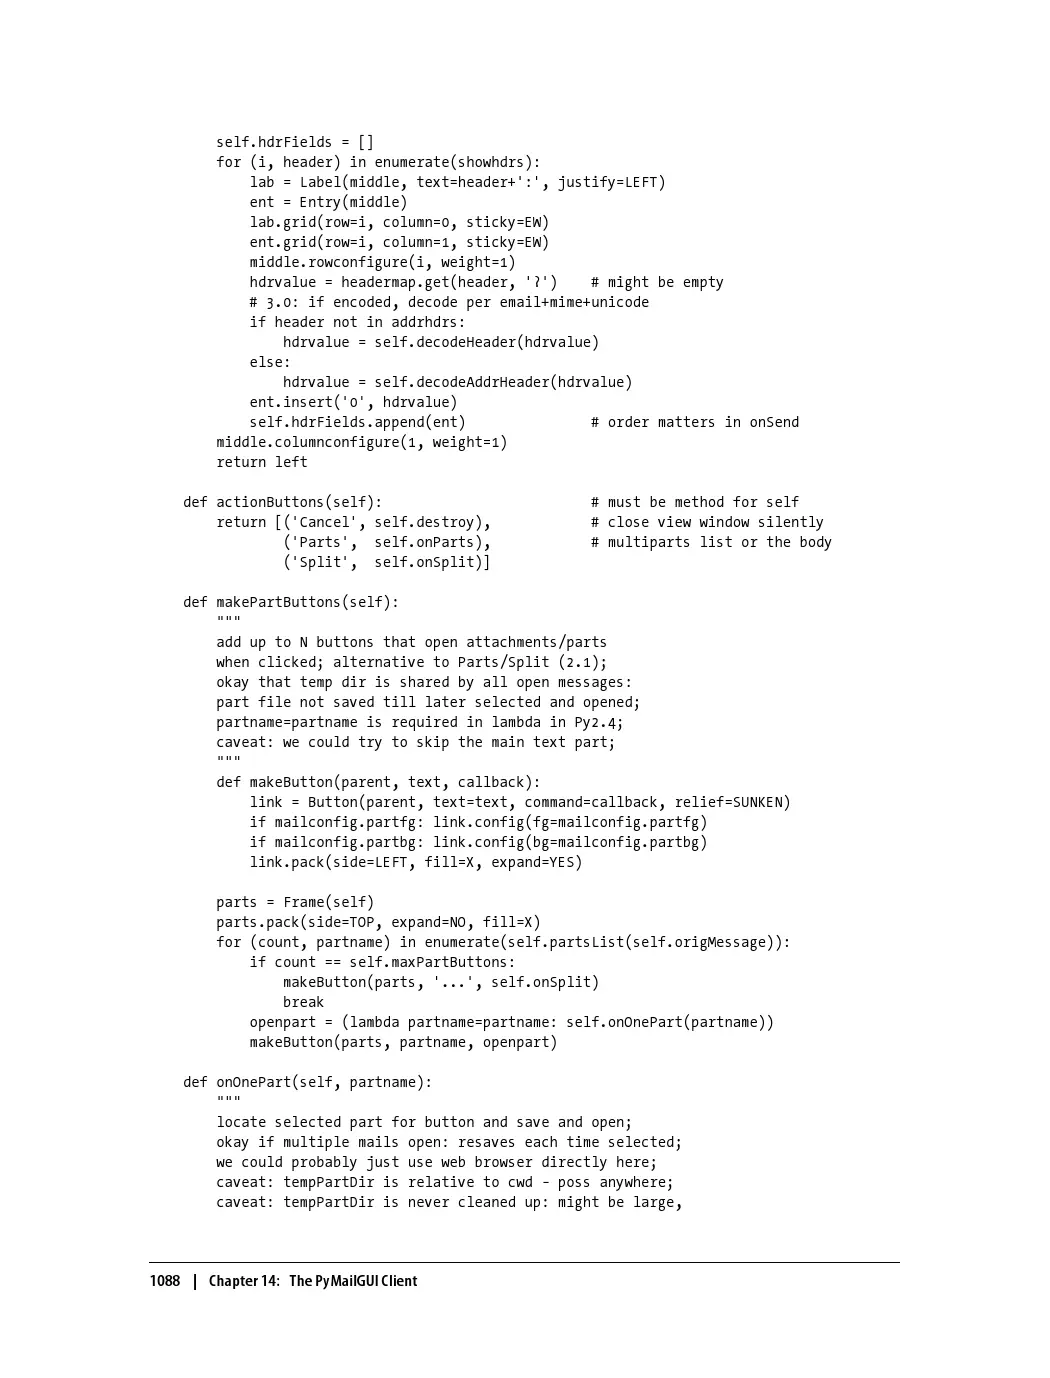 self.hdrFields = []
        for (i, header) in enumerate(showhdrs):
            lab = Label(middle, text=header+':', justify=LEFT)
            ent = Entry(middle)
            lab.grid(row=i, column=0, sticky=EW)
            ent.grid(row=i, column=1, sticky=EW)
            middle.rowconfigure(i, weight=1)
            hdrvalue = headermap.get(header, '?')    # might be empty
            # 3.0: if encoded, decode per email+mime+unicode
            if header not in addrhdrs:
                hdrvalue = self.decodeHeader(hdrvalue)
            else:
                hdrvalue = self.decodeAddrHeader(hdrvalue)
            ent.insert('0', hdrvalue)
            self.hdrFields.append(ent)               # order matters in onSend
        middle.columnconfigure(1, weight=1)
        return left

    def actionButtons(self):                         # must be method for self
        return [('Cancel', self.destroy),            # close view window silently
                ('Parts',  self.onParts),            # multiparts list or the body
                ('Split',  self.onSplit)]

    def makePartButtons(self):
        """
        add up to N buttons that open attachments/parts
        when clicked; alternative to Parts/Split (2.1);
        okay that temp dir is shared by all open messages:
        part file not saved till later selected and opened;
        partname=partname is required in lambda in Py2.4;
        caveat: we could try to skip the main text part;
        """
        def makeButton(parent, text, callback):
            link = Button(parent, text=text, command=callback, relief=SUNKEN)
            if mailconfig.partfg: link.config(fg=mailconfig.partfg)
            if mailconfig.partbg: link.config(bg=mailconfig.partbg)
            link.pack(side=LEFT, fill=X, expand=YES)

        parts = Frame(self)
        parts.pack(side=TOP, expand=NO, fill=X)
        for (count, partname) in enumerate(self.partsList(self.origMessage)):
            if count == self.maxPartButtons:
                makeButton(parts, '...', self.onSplit)
                break
            openpart = (lambda partname=partname: self.onOnePart(partname))
            makeButton(parts, partname, openpart)

    def onOnePart(self, partname):
        """
        locate selected part for button and save and open;
        okay if multiple mails open: resaves each time selected;
        we could probably just use web browser directly here;
        caveat: tempPartDir is relative to cwd - poss anywhere;
        caveat: tempPartDir is never cleaned up: might be large,

1088 | Chapter 14: The PyMailGUI Client